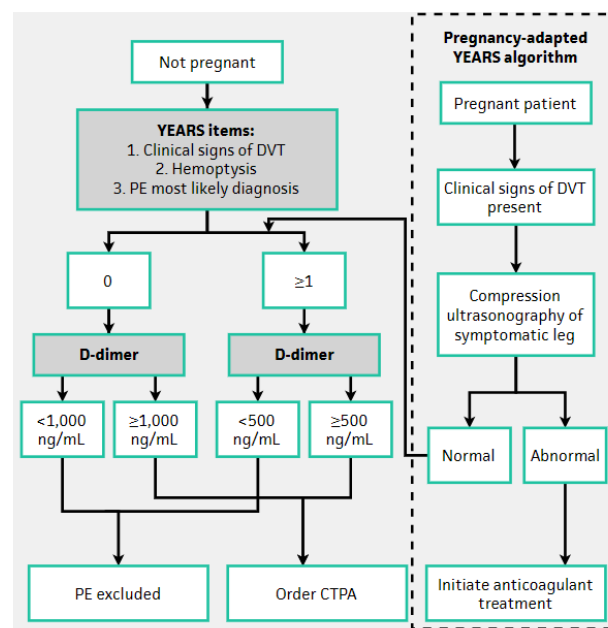 Not pregnant
YEARS items:
1. Clinical signs of DVT
2. Hemoptysis
3. PE most likely diagnosis
0
≥1
D-dimer
D-dimer
<1,000
ng/mL
≥1,000
ng/mL
<500
ng/mL
≥500
ng/mL
PE excluded
Order CTPA
Pregnancy-adapted
YEARS algorithm
Pregnant patient
Clinical signs of DVT
present
Compression
ultrasonography of
symptomatic leg
Normal
Abnormal
Initiate anticoagulant
treatment